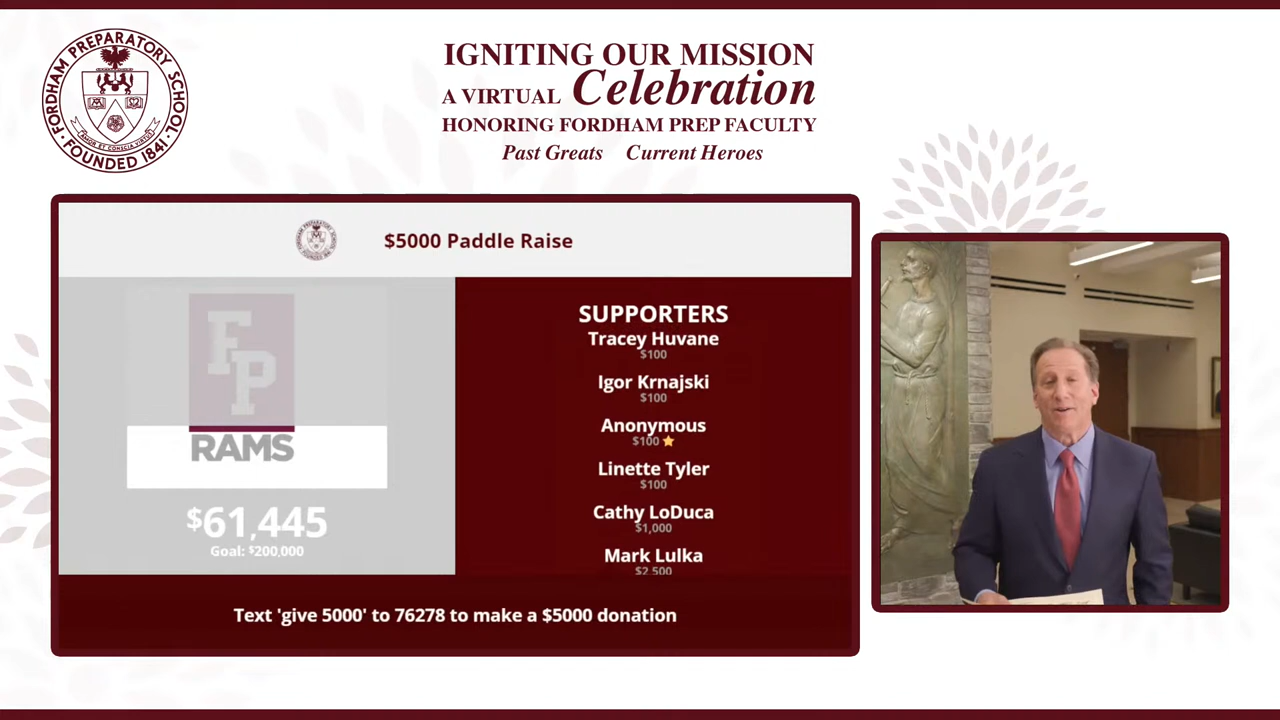 FORDHAM PREPARATORY SCHOOL
FOUNDED 1841
IGNITING OUR MISSION
A VIRTUAL Celebration
HONORING FORDHAM PREP FACULTY
Past Greats Current Heroes
$5000 Paddle Raise
FP
RAMS
$61,445
Goal: $200,000
SUPPORTERS
Tracey Huvane
$100
Igor Krnajski
$100
Anonymous
$100
Linette Tyler
$100
Cathy LoDuca
$1,000
Mark Lulka
$2,500
Text 'give 5000' to 76278 to make a $5000 donation